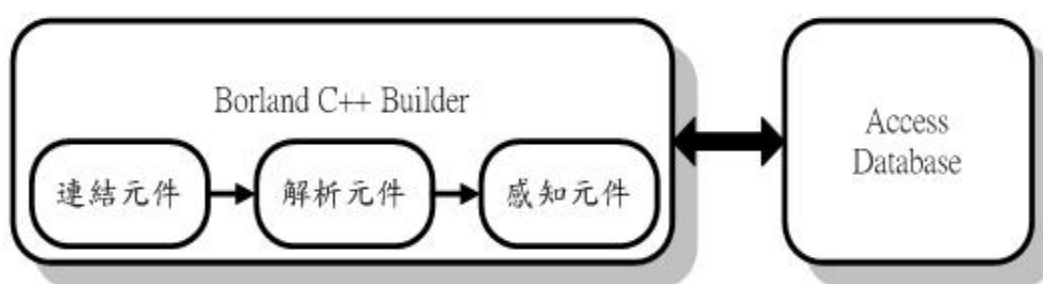 Borland C++ Builder
連結元件
解析元件
感知元件
Access
Database